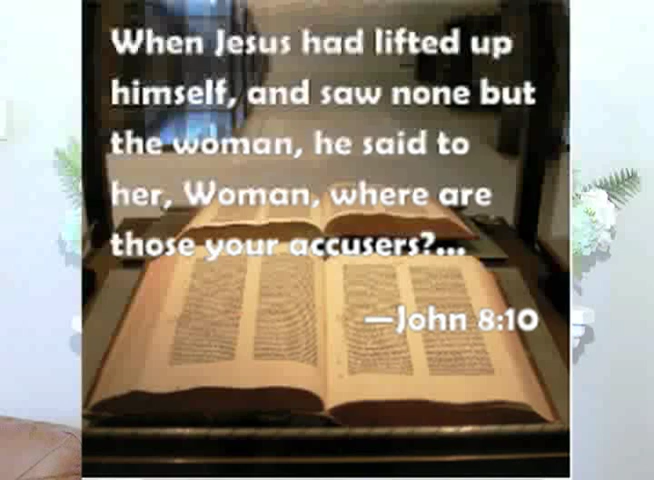 When Jesus had lifted up
himself, and saw none but
the woman, he said to
her, Woman, where are
those your accusers?...
—John 8:10